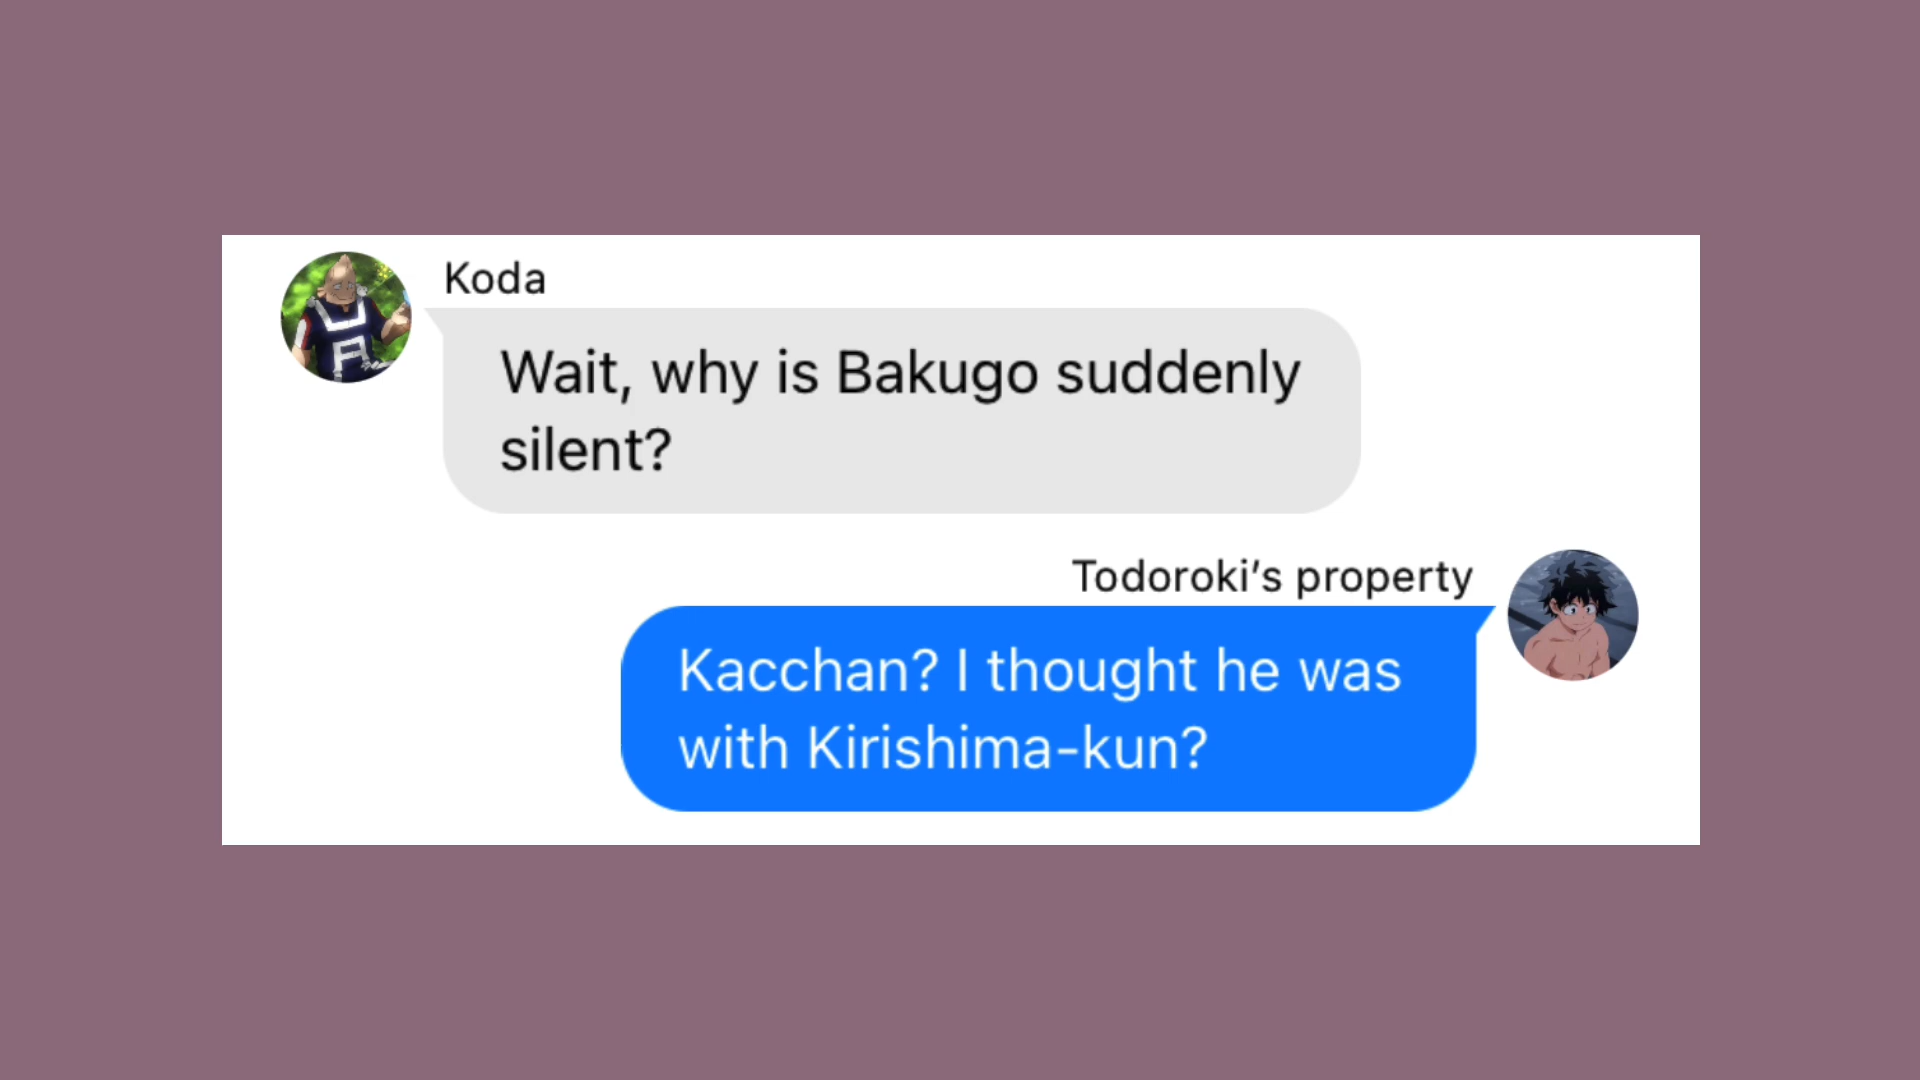 Koda
Wait, why is Bakugo suddenly
silent?
Todoroki’s property
Kacchan? I thought he was
with Kirishima-kun?